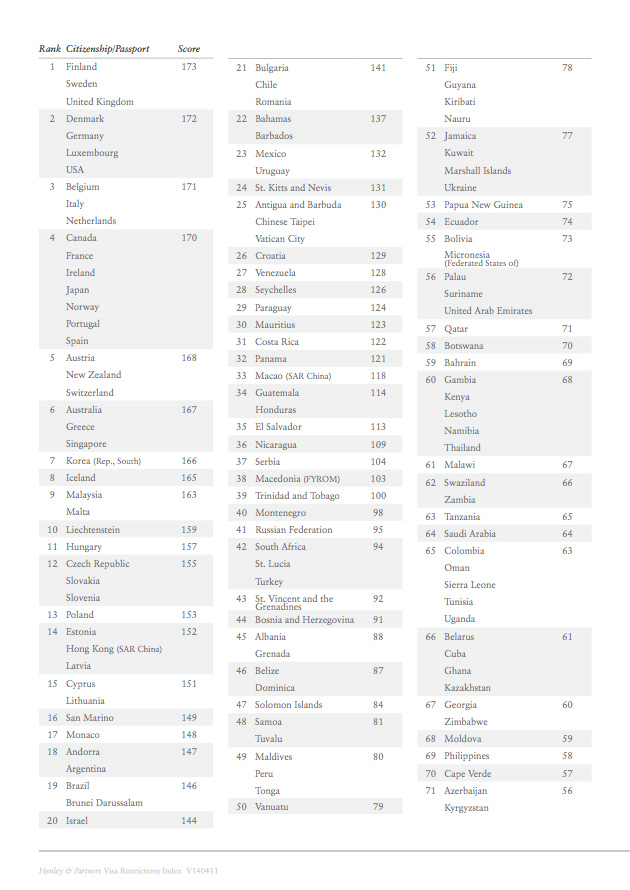 Rank Citizenship/Passport Score
1 Finland 173
Sweden
United Kingdom
2 Denmark 172
Germany
Luxembourg
USA
3 Belgium 171
Italy
Netherlands
4 Canada 170
France
Ireland
Japan
Norway
Portugal
Spain
5 Austria 168
New Zealand
Switzerland
6 Australia 167
Greece
Singapore
7 Korea (Rep., South) 166
8 Iceland 165
9 Malaysia 163
Malta
10 Liechtenstein 159
11 Hungary 157
12 Czech Republic 155
Slovakia
Slovenia
13 Poland 153
14 Estonia 152
Hong Kong (SAR China)
Latvia
15 Cyprus 151
Lithuania
16 San Marino 149
17 Monaco 148
18 Andorra 147
Argentina
19 Brazil 146
Brunei Darussalam
20 Israel 144
21 Bulgaria 141
Chile
Romania
22 Bahamas 137
Barbados
23 Mexico 132
Uruguay
24 St. Kitts and Nevis 131
25 Antigua and Barbuda 130
Chinese Taipei
Vatican City
26 Croatia 129
27 Venezuela 128
28 Seychelles 126
29 Paraguay 124
30 Mauritius 123
31 Costa Rica 122
32 Panama 121
33 Macao (SAR China) 118
34 Guatemala 114
Honduras
35 El Salvador 113
36 Nicaragua 109
37 Serbia 104
38 Macedonia (FYROM) 103
39 Trinidad and Tobago 100
40 Montenegro 98
41 Russian Federation 95
42 South Africa 94
St. Lucia
Turkey
43 St. Vincent and the 92
Grenadines
44 Bosnia and Herzegovina 91
45 Albania 88
Grenada
46 Belize 87
Dominica
47 Solomon Islands 84
48 Samoa 81
Tuvalu
49 Maldives 80
Peru
Tonga
50 Vanuatu 79
51 Fiji 78
Guyana
Kiribati
Nauru
52 Jamaica 77
Kuwait
Marshall Islands
Ukraine
53 Papua New Guinea 75
54 Ecuador 74
55 Bolivia 73
Micronesia
(Federated States of)
56 Palau 72
Suriname
United Arab Emirates
57 Qatar 71
58 Botswana 70
59 Bahrain 69
60 Gambia 68
Kenya
Lesotho
Namibia
Thailand
61 Malawi 67
62 Swaziland 66
Zambia
63 Tanzania 65
64 Saudi Arabia 64
65 Colombia 63
Oman
Sierra Leone
Tunisia
Uganda
66 Belarus 61
Cuba
Ghana
Kazakhstan
67 Georgia 60
Zimbabwe
68 Moldova 59
69 Philippines 58
70 Cape Verde 57
71 Azerbaijan 56
Kyrgyzstan
Henley & Partners Visa Restrictions Index V140411